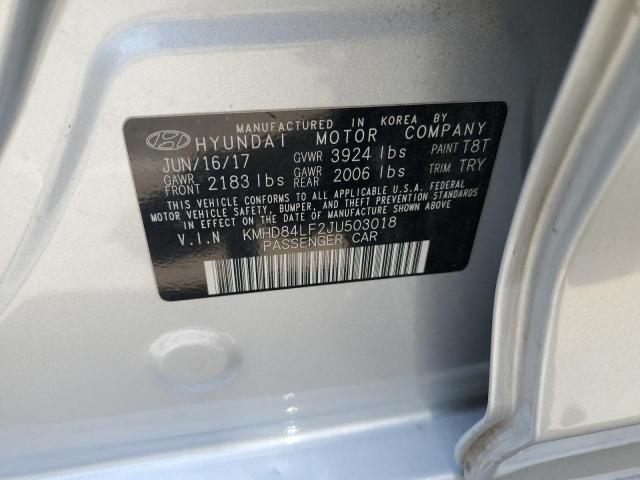 MANUFACTURED IN KOREA BY
HYUNDAI MOTOR COMPANY
JUN/16/17 GVWR 3924 lbs PAINT T8T
GAWR FRONT 2183 lbs GAWR REAR 2006 lbs TRIM TRY
THIS VEHICLE CONFORMS TO ALL APPLICABLE U.S.A. FEDERAL
MOTOR VEHICLE SAFETY, BUMPER, AND THEFT PREVENTION STANDARDS
IN EFFECT ON THE DATE OF MANUFACTURE SHOWN ABOVE.
V.I.N KMHD84LF2JU503018
PASSENGER CAR